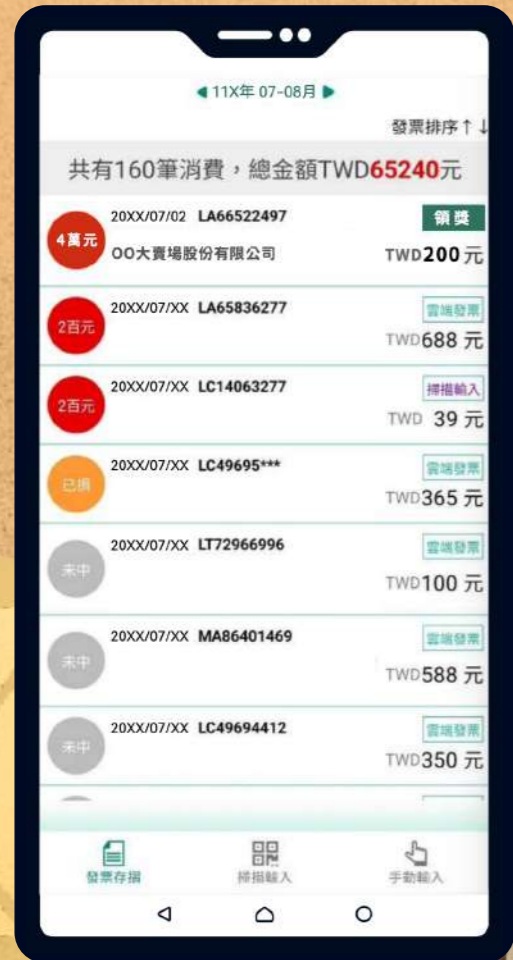 11X年 07-08月
發票排序↑↓
共有160筆消費，總金額TWD65240元
4萬元
20XX/07/02 LA66522497
領獎
OO大賣場股份有限公司
TWD200元
2百元
20XX/07/XX LA65836277
雲端發票
TWD688 元
2百元
20XX/07/XX LC14063277
掃描輸入
TWD 39 元
已捐
20XX/07/XX LC49695***
雲端發票
TWD365 元
未中
20XX/07/XX LT72966996
雲端發票
TWD100 元
未中
20XX/07/XX MA86401469
雲端發票
TWD588 元
未中
20XX/07/XX LC49694412
雲端發票
TWD350 元
發票存摺
掃描輸入
手動輸入